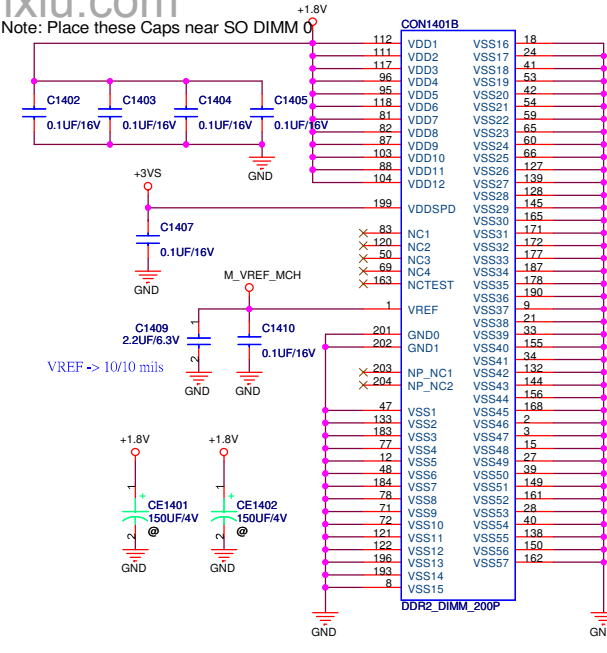 +1.8V
Note: Place these Caps near SO DIMM 0
CON1401B
112 VDD1 VSS16 18
111 VDD2 VSS17 24
117 VDD3 VSS18 41
96 VDD4 VSS19 53
95 VDD5 VSS20 42
118 VDD6 VSS21 54
81 VDD7 VSS22 59
82 VDD8 VSS23 65
87 VDD9 VSS24 60
103 VDD10 VSS25 66
88 VDD11 VSS26 127
104 VDD12 VSS27 139
VSS28 128
199 VDDSPD VSS29 145
VSS30 165
83 NC1 VSS31 171
120 NC2 VSS32 172
50 NC3 VSS33 177
69 NC4 VSS34 187
163 NCTEST VSS35 178
VSS36 190
1 VREF VSS37 9
VSS38 21
201 GND0 VSS39 33
202 GND1 VSS40 155
VSS41 34
203 NP_NC1 VSS42 132
204 NP_NC2 VSS43 144
VSS44 156
47 VSS1 VSS45 168
133 VSS2 VSS46 2
183 VSS3 VSS47 3
77 VSS4 VSS48 15
12 VSS5 VSS49 27
48 VSS6 VSS50 39
184 VSS7 VSS51 149
78 VSS8 VSS52 161
71 VSS9 VSS53 28
72 VSS10 VSS54 40
121 VSS11 VSS55 138
122 VSS12 VSS56 150
196 VSS13 VSS57 162
193 VSS14
8 VSS15
DDR2_DIMM_200P
C1402 C1403 C1404 C1405
0.1UF/16V 0.1UF/16V 0.1UF/16V 0.1UF/16V
GND
+3VS
C1407
0.1UF/16V
GND
M_VREF_MCH
C1409 1 C1410
2.2UF/6.3V 0.1UF/16V
2
VREF -> 10/10 mils
GND GND
+1.8V +1.8V
1 1
+ +
CE1401 CE1402
150UF/4V 150UF/4V
@ @
2 2
GND GND
GND
GN